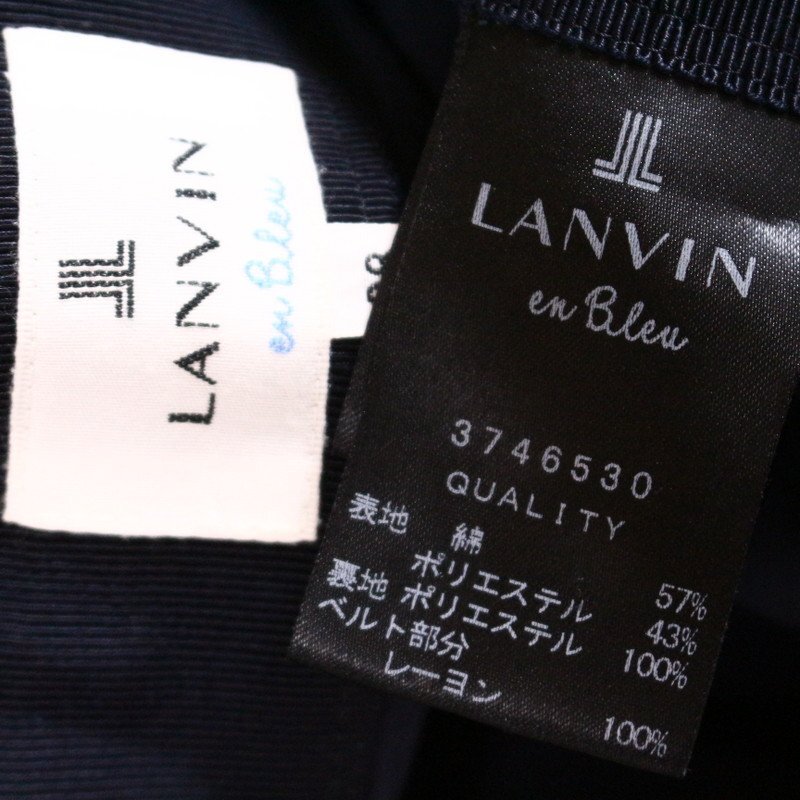 LANVIN
en Bleu
38
LANVIN
en Bleu
3746530
QUALITY
表地 綿 57%
ポリエステル 43%
裏地 ポリエステル 100%
ベルト部分
レーヨン 100%